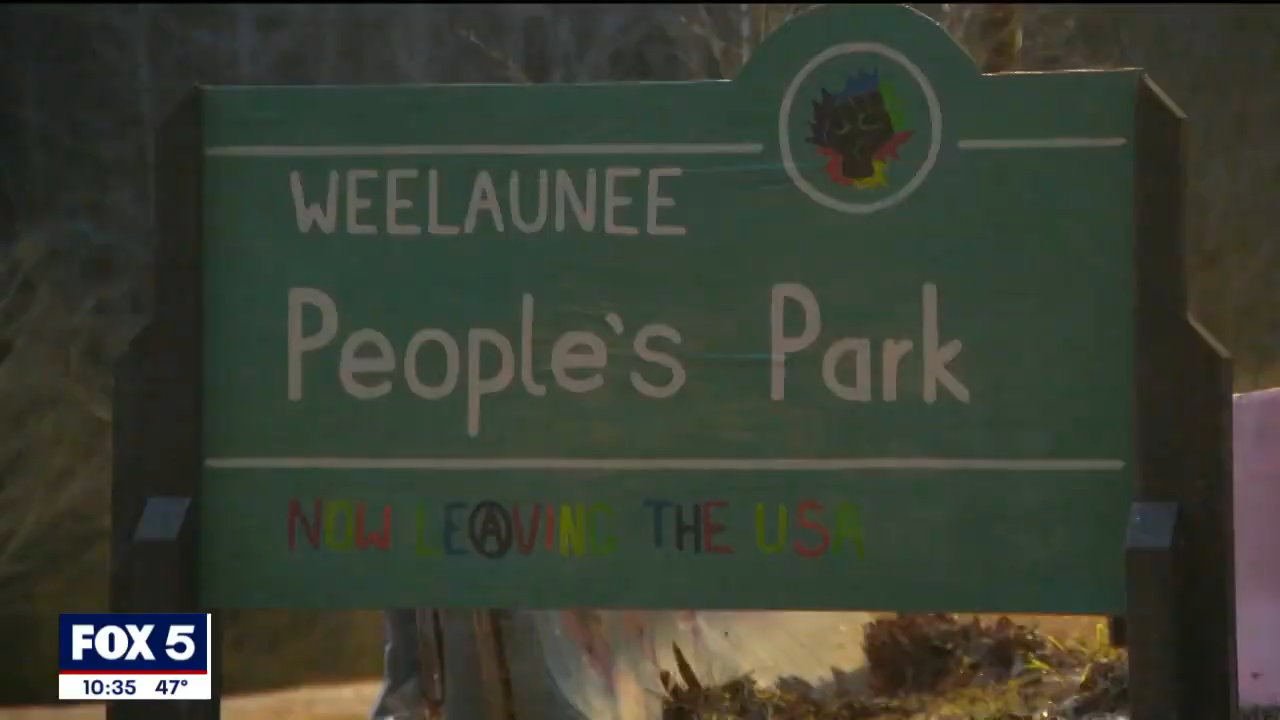 WEELAUNEE
People's Park
NOW LEAVING THE USA
FOX 5
10:35 47°